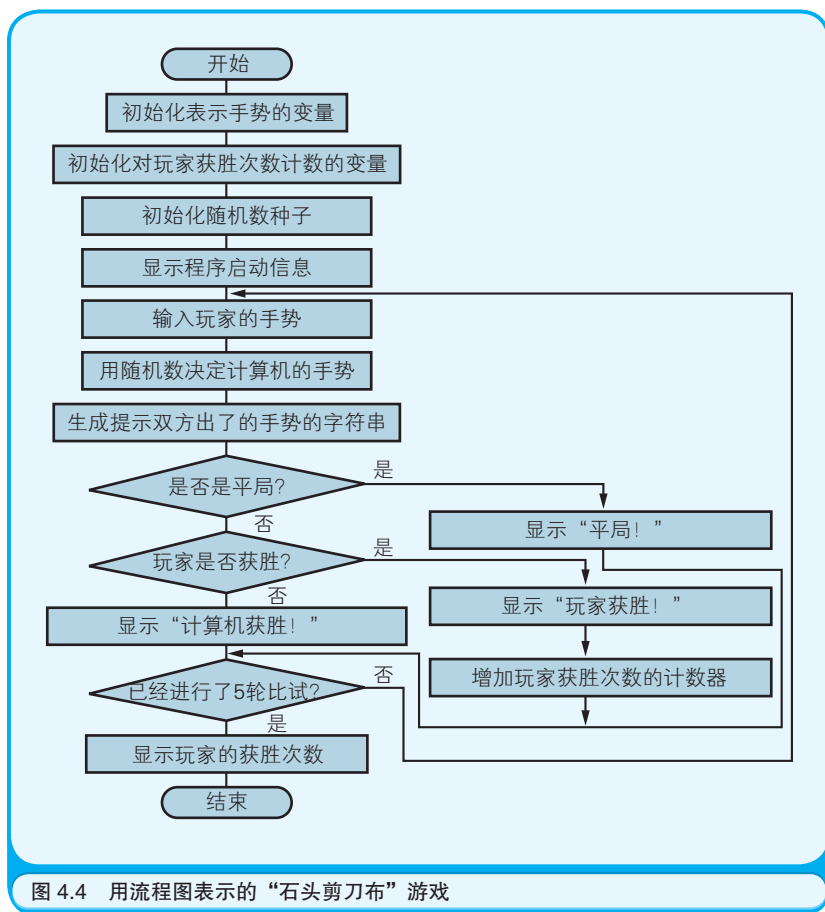 开始
初始化表示手势的变量
初始化对玩家获胜次数计数的变量
初始化随机数种子
显示程序启动信息
输入玩家的手势
用随机数决定计算机的手势
生成提示双方出了的手势的字符串
是否是平局？
是
否
显示“平局！”
玩家是否获胜？
是
否
显示“玩家获胜！”
显示“计算机获胜！”
增加玩家获胜次数的计数器
已经进行了5轮比试？
否
是
显示玩家的获胜次数
结束
图 4.4 用流程图表示的“石头剪刀布”游戏